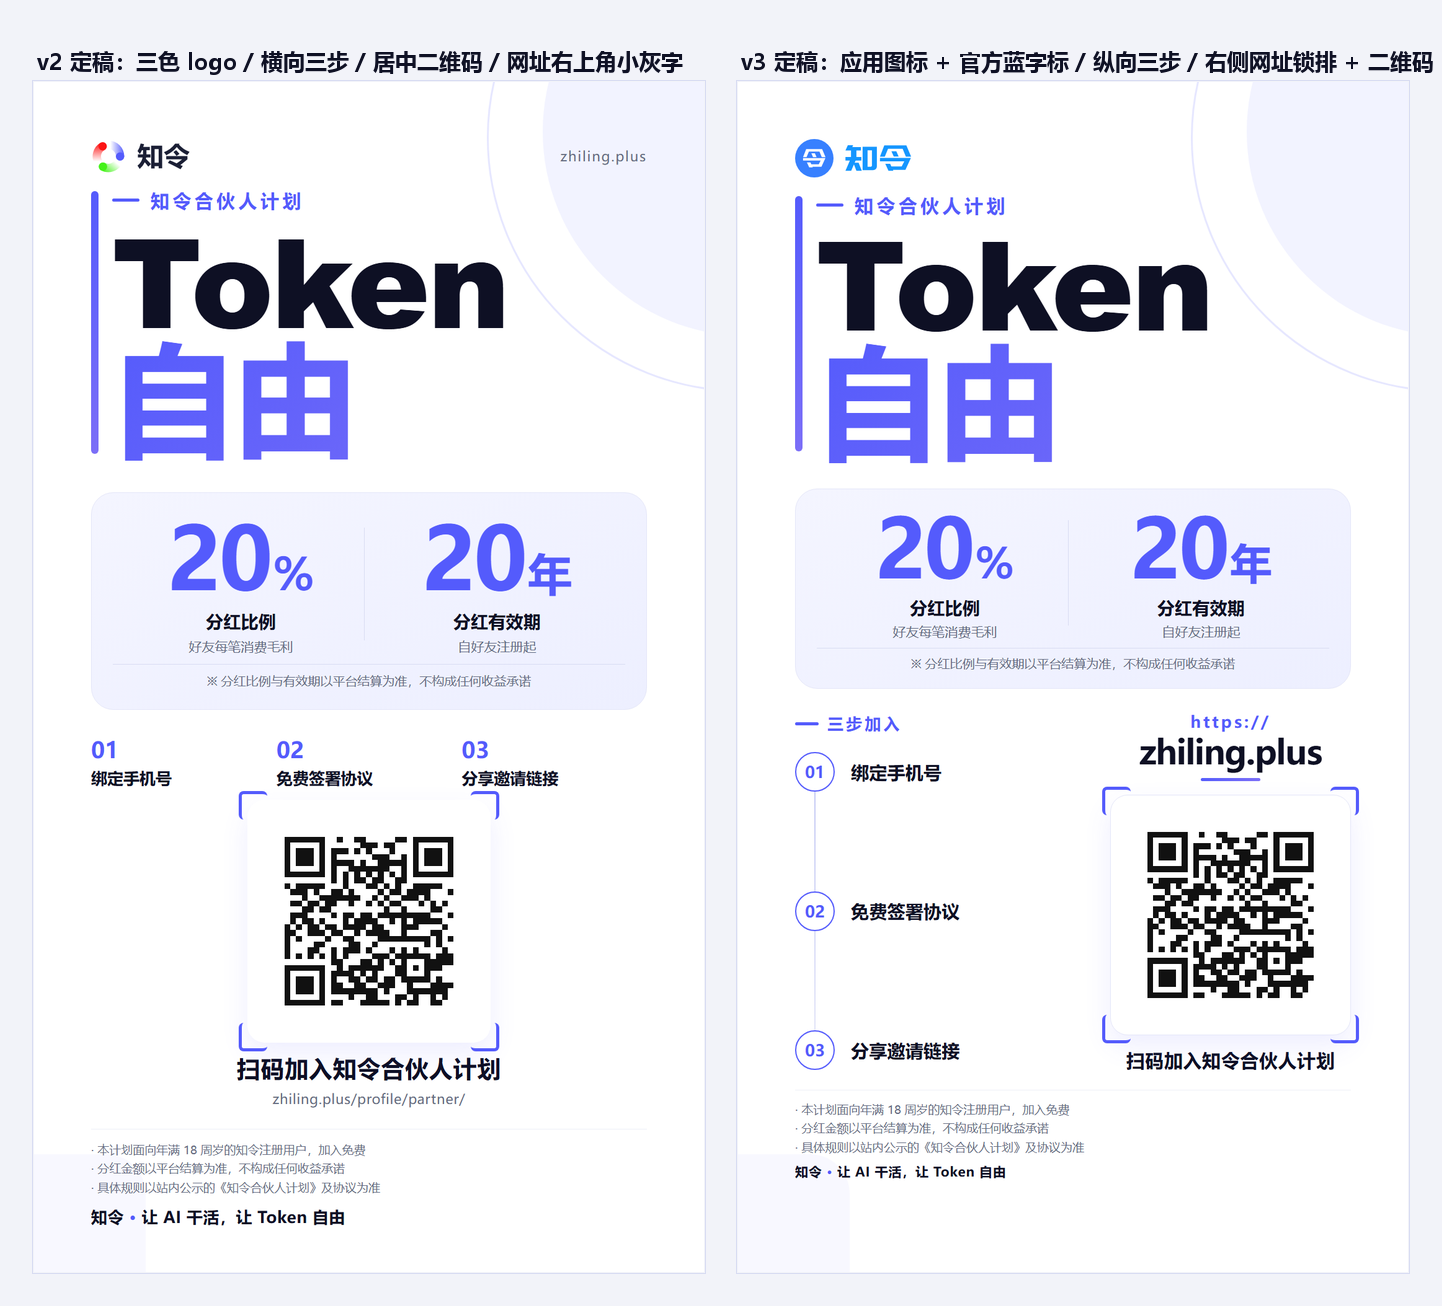 v2 定稿：三色 logo / 横向三步 / 居中二维码 / 网址右上角小灰字
知令
zhiling.plus
知令合伙人计划
Token
自由
20%
20年
分红比例
分红有效期
好友每笔消费毛利
自好友注册起
※ 分红比例与有效期以平台结算为准，不构成任何收益承诺
01
02
03
绑定手机号
免费签署协议
分享邀请链接
扫码加入知令合伙人计划
zhiling.plus/profile/partner/
· 本计划面向年满 18 周岁的知令注册用户，加入免费
· 分红金额以平台结算为准，不构成任何收益承诺
· 具体规则以站内公示的《知令合伙人计划》及协议为准
知令 • 让 AI 干活，让 Token 自由
v3 定稿：应用图标 + 官方蓝字标 / 纵向三步 / 右侧网址锁排 + 二维码
知令
知令合伙人计划
Token
自由
20%
20年
分红比例
分红有效期
好友每笔消费毛利
自好友注册起
※ 分红比例与有效期以平台结算为准，不构成任何收益承诺
三步加入
01 绑定手机号
02 免费签署协议
03 分享邀请链接
https://
zhiling.plus
扫码加入知令合伙人计划
· 本计划面向年满 18 周岁的知令注册用户，加入免费
· 分红金额以平台结算为准，不构成任何收益承诺
· 具体规则以站内公示的《知令合伙人计划》及协议为准
知令 • 让 AI 干活，让 Token 自由